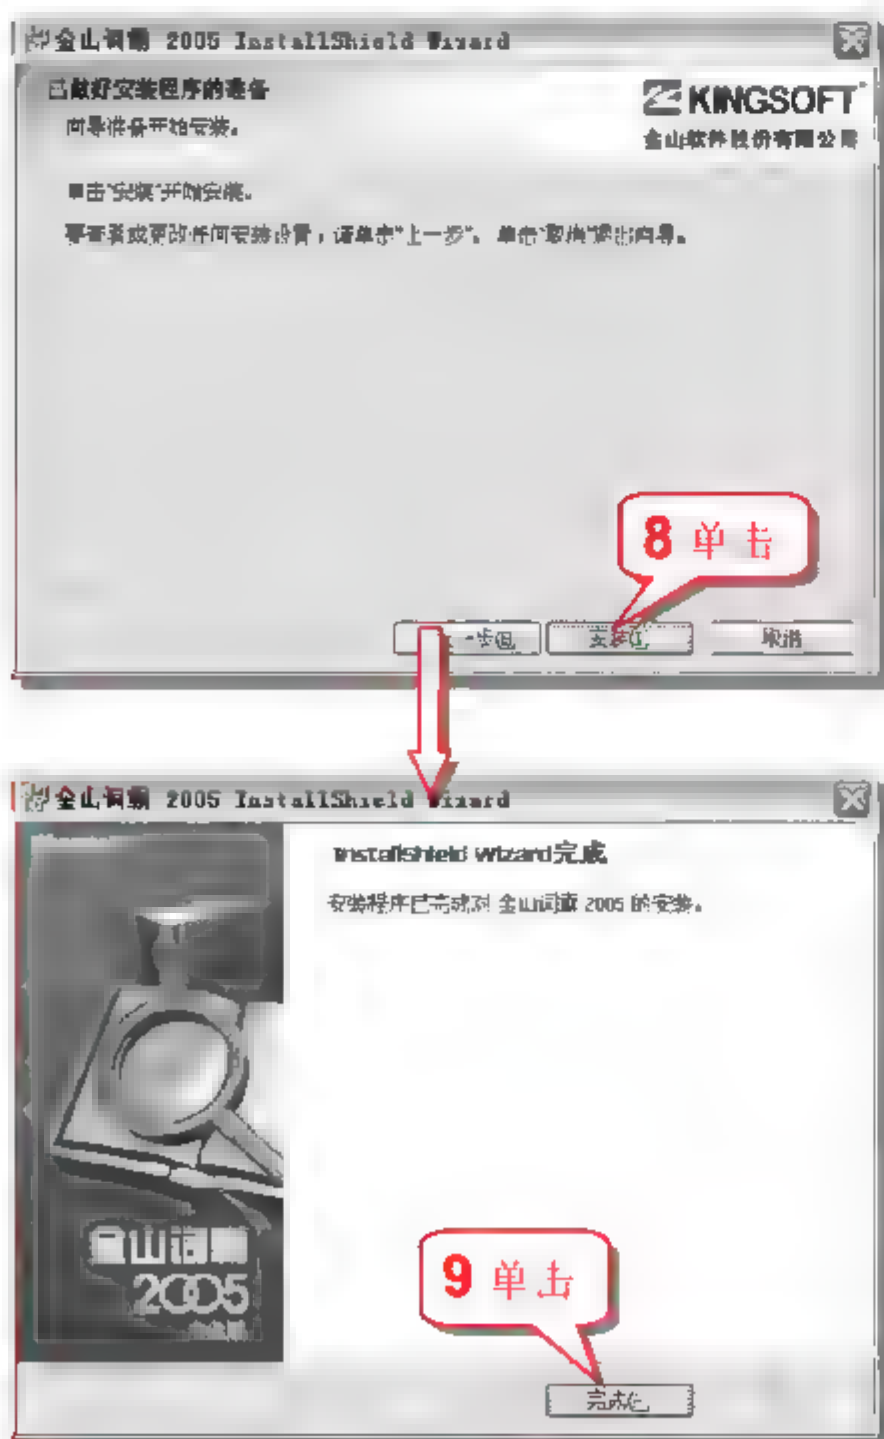 金山词霸 2005 InstallShield Wizard
已做好安装程序的准备
向导准备开始安装。
KINGSOFT
金山软件股份有限公司
单击"安装"开始安装。
要查看或更改任何安装设置，请单击"上一步"。 单击"取消"退出向导。
8 单击
一步(B) 安装(I) 取消
金山词霸 2005 InstallShield Wizard
InstallShield Wizard完成
安装程序已完成对 金山词霸 2005 的安装。
金山词霸
2005
9 单击
完成